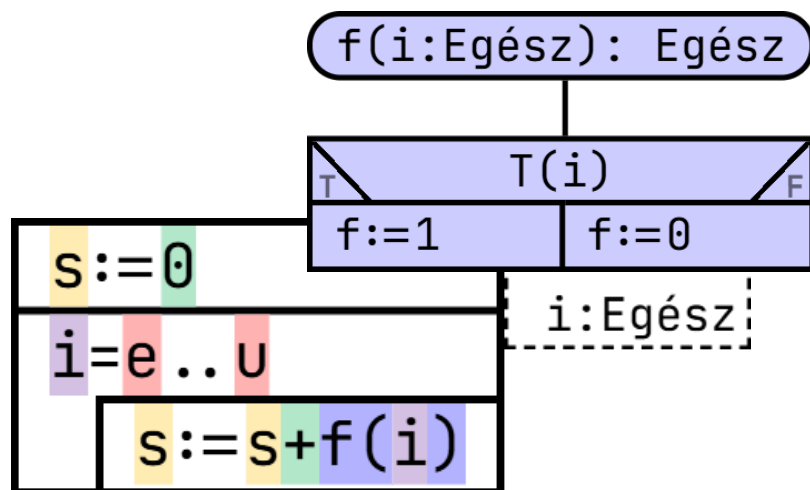 f(i:Egész): Egész
T(i)
T
F
f:=1
f:=0
s:=0
i:Egész
i=e..u
s:=s+f(i)